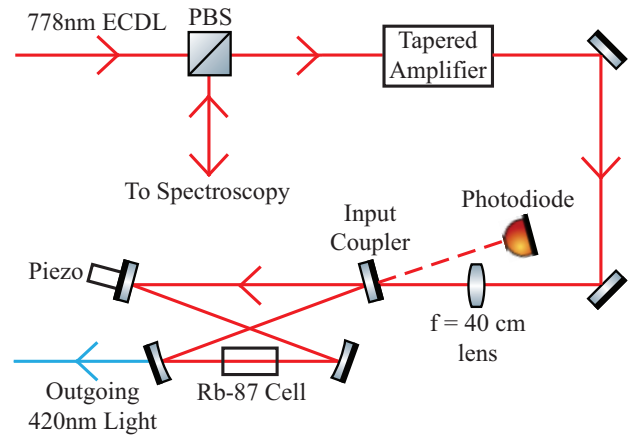 778nm ECDL
PBS
Tapered
Amplifier
To Spectroscopy
Photodiode
Input
Coupler
Piezo
f = 40 cm
lens
Rb-87 Cell
Outgoing
420nm Light